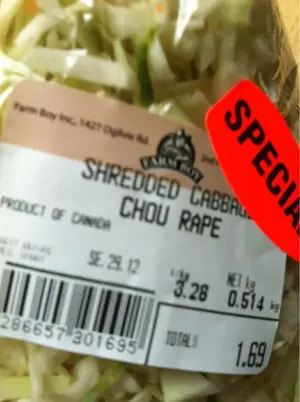 Farm Boy Inc, 1427 Ogilvie Rd.
FARM BOY
SPECIA
SHREDDED CABBAG
CHOU RAPE
PRODUCT OF CANADA
SE.29.12
$/kg
3.28
NET kg
0.514 kg
286657 301695
TOTAL $
1.69